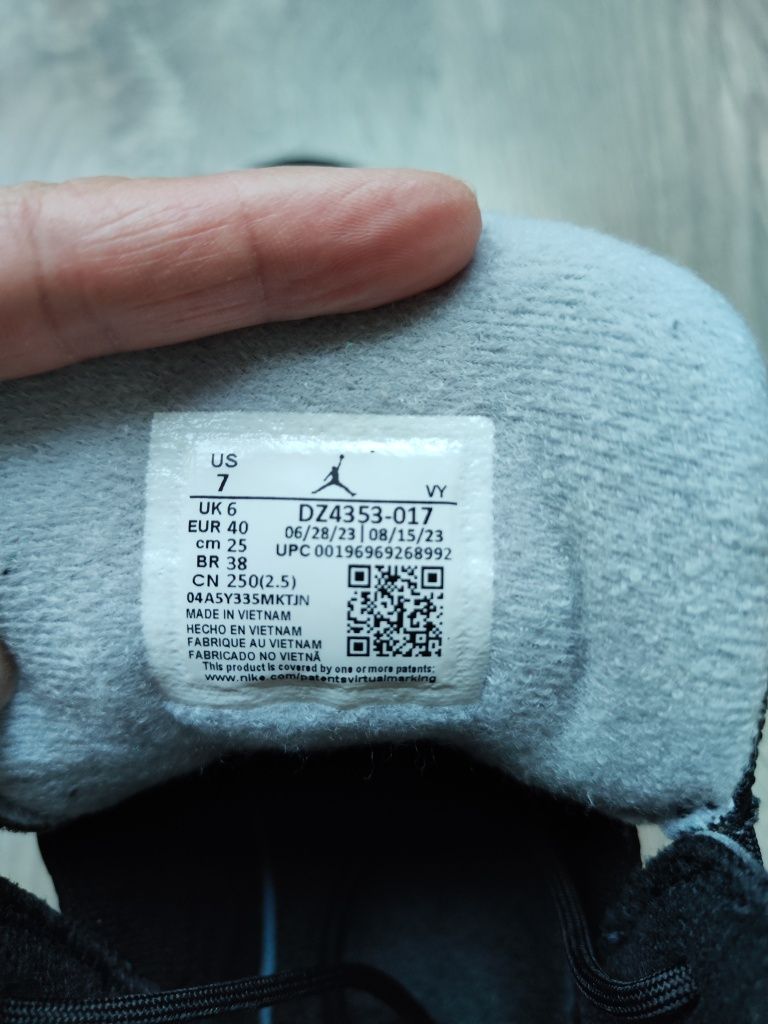 US
7
VY
UK 6
EUR 40
cm 25
BR 38
CN 250(2.5)
DZ4353-017
06/28/23 | 08/15/23
UPC 00196969268992
04A5Y335MKTJN
MADE IN VIETNAM
HECHO EN VIETNAM
FABRIQUE AU VIETNAM
FABRICADO NO VIETNÃ
This product is covered by one or more patents:
www.nike.com/patentsvirtualmarking